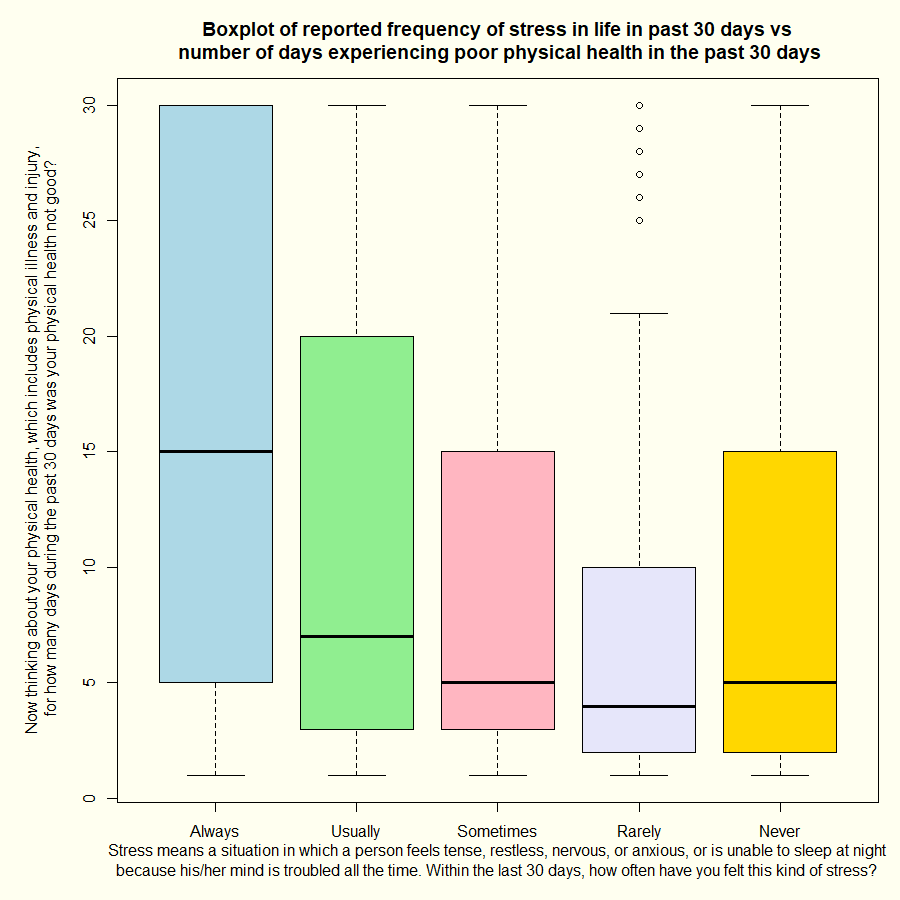 Boxplot of reported frequency of stress in life in past 30 days vs
number of days experiencing poor physical health in the past 30 days
Now thinking about your physical health, which includes physical illness and injury,
for how many days during the past 30 days was your physical health not good?
30
25
20
15
10
5
0
Always Usually Sometimes Rarely Never
Stress means a situation in which a person feels tense, restless, nervous, or anxious, or is unable to sleep at night
because his/her mind is troubled all the time. Within the last 30 days, how often have you felt this kind of stress?